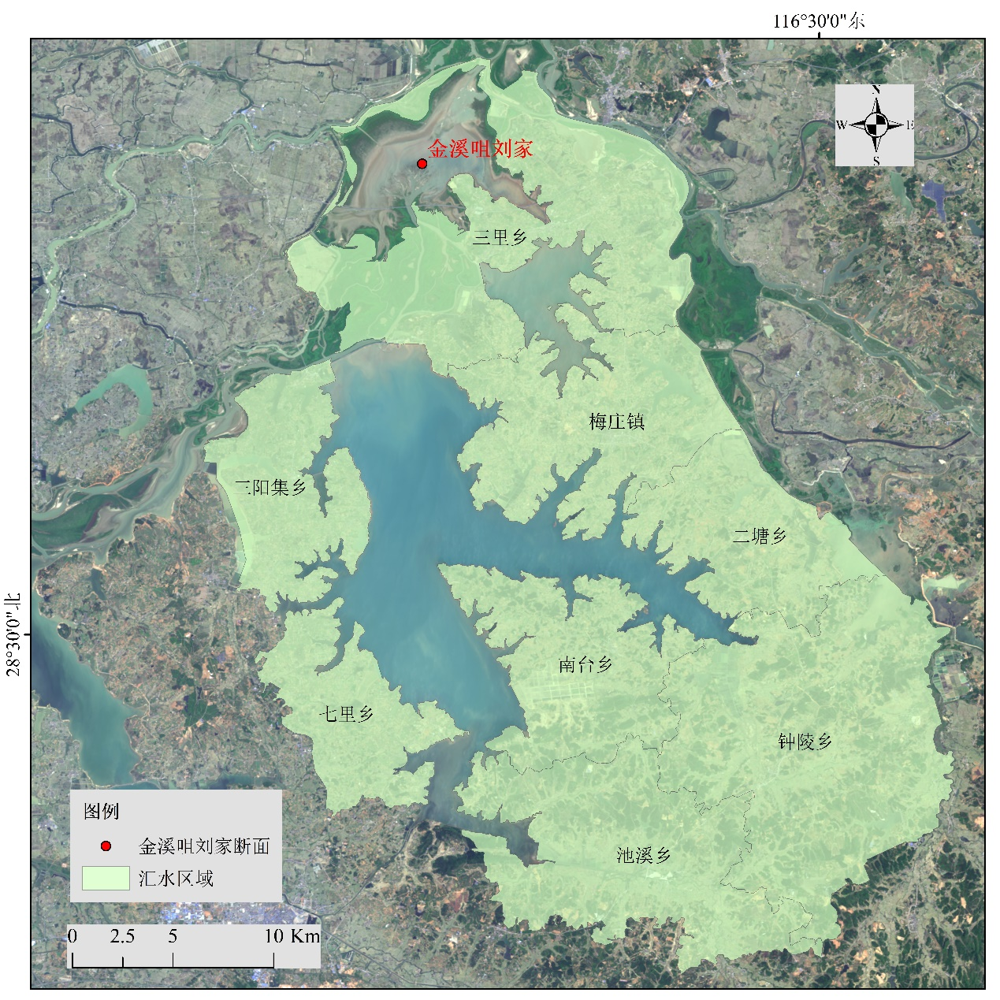 116°30'0"东
N
W
E
S
金溪咀刘家
三里乡
梅庄镇
三阳集乡
二塘乡
28°30'0"北
南台乡
七里乡
钟陵乡
图例
金溪咀刘家断面
池溪乡
汇水区域
0 2.5 5 10 Km